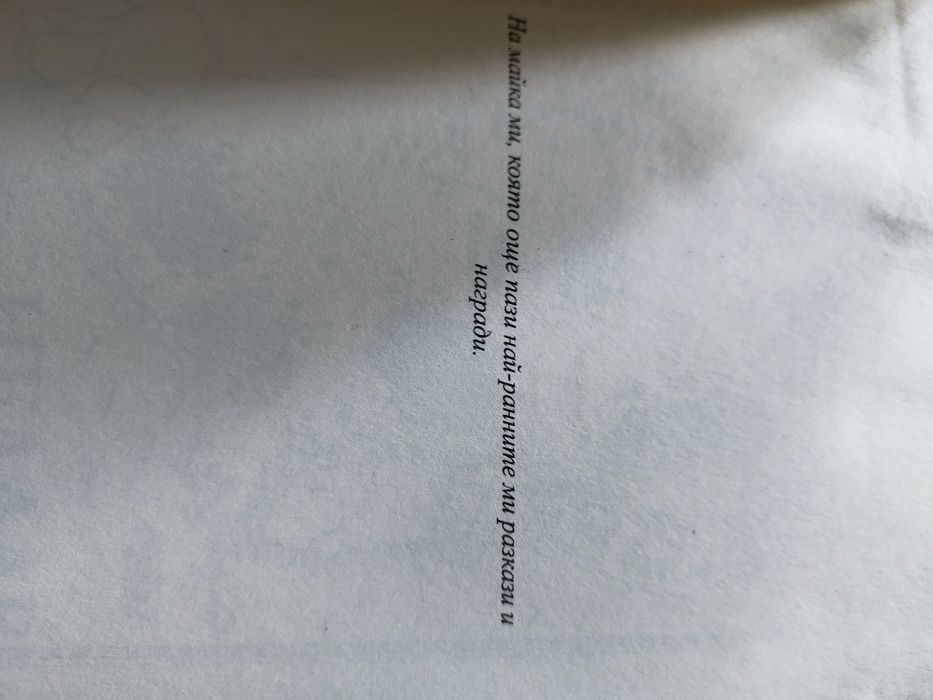 На майка ми, която още пази най-ранните ми разкази и
награди.